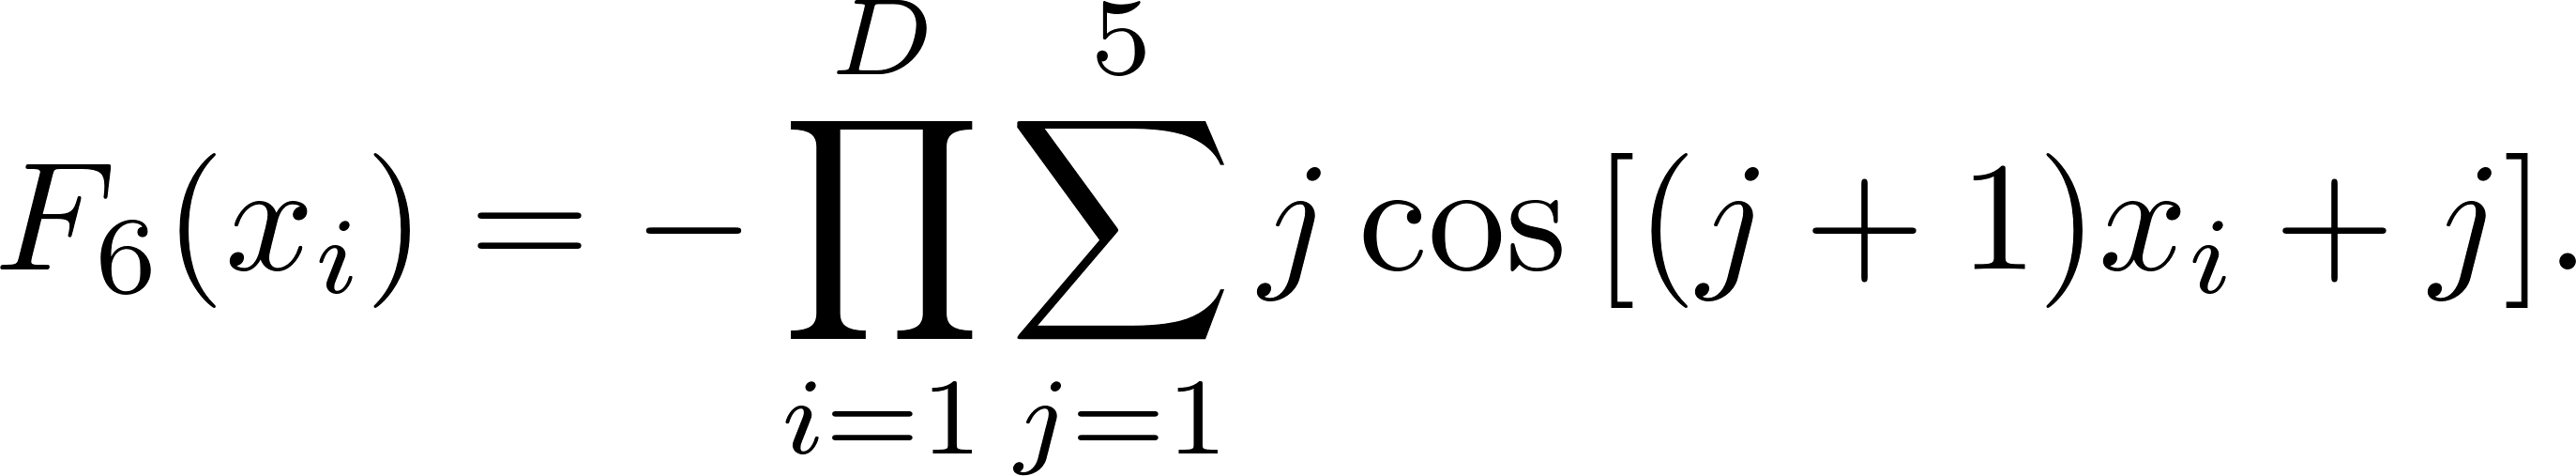 F_6(x_i) = -\prod_{i=1}^{D} \sum_{j=1}^{5} j \cos [(j + 1)x_i + j].